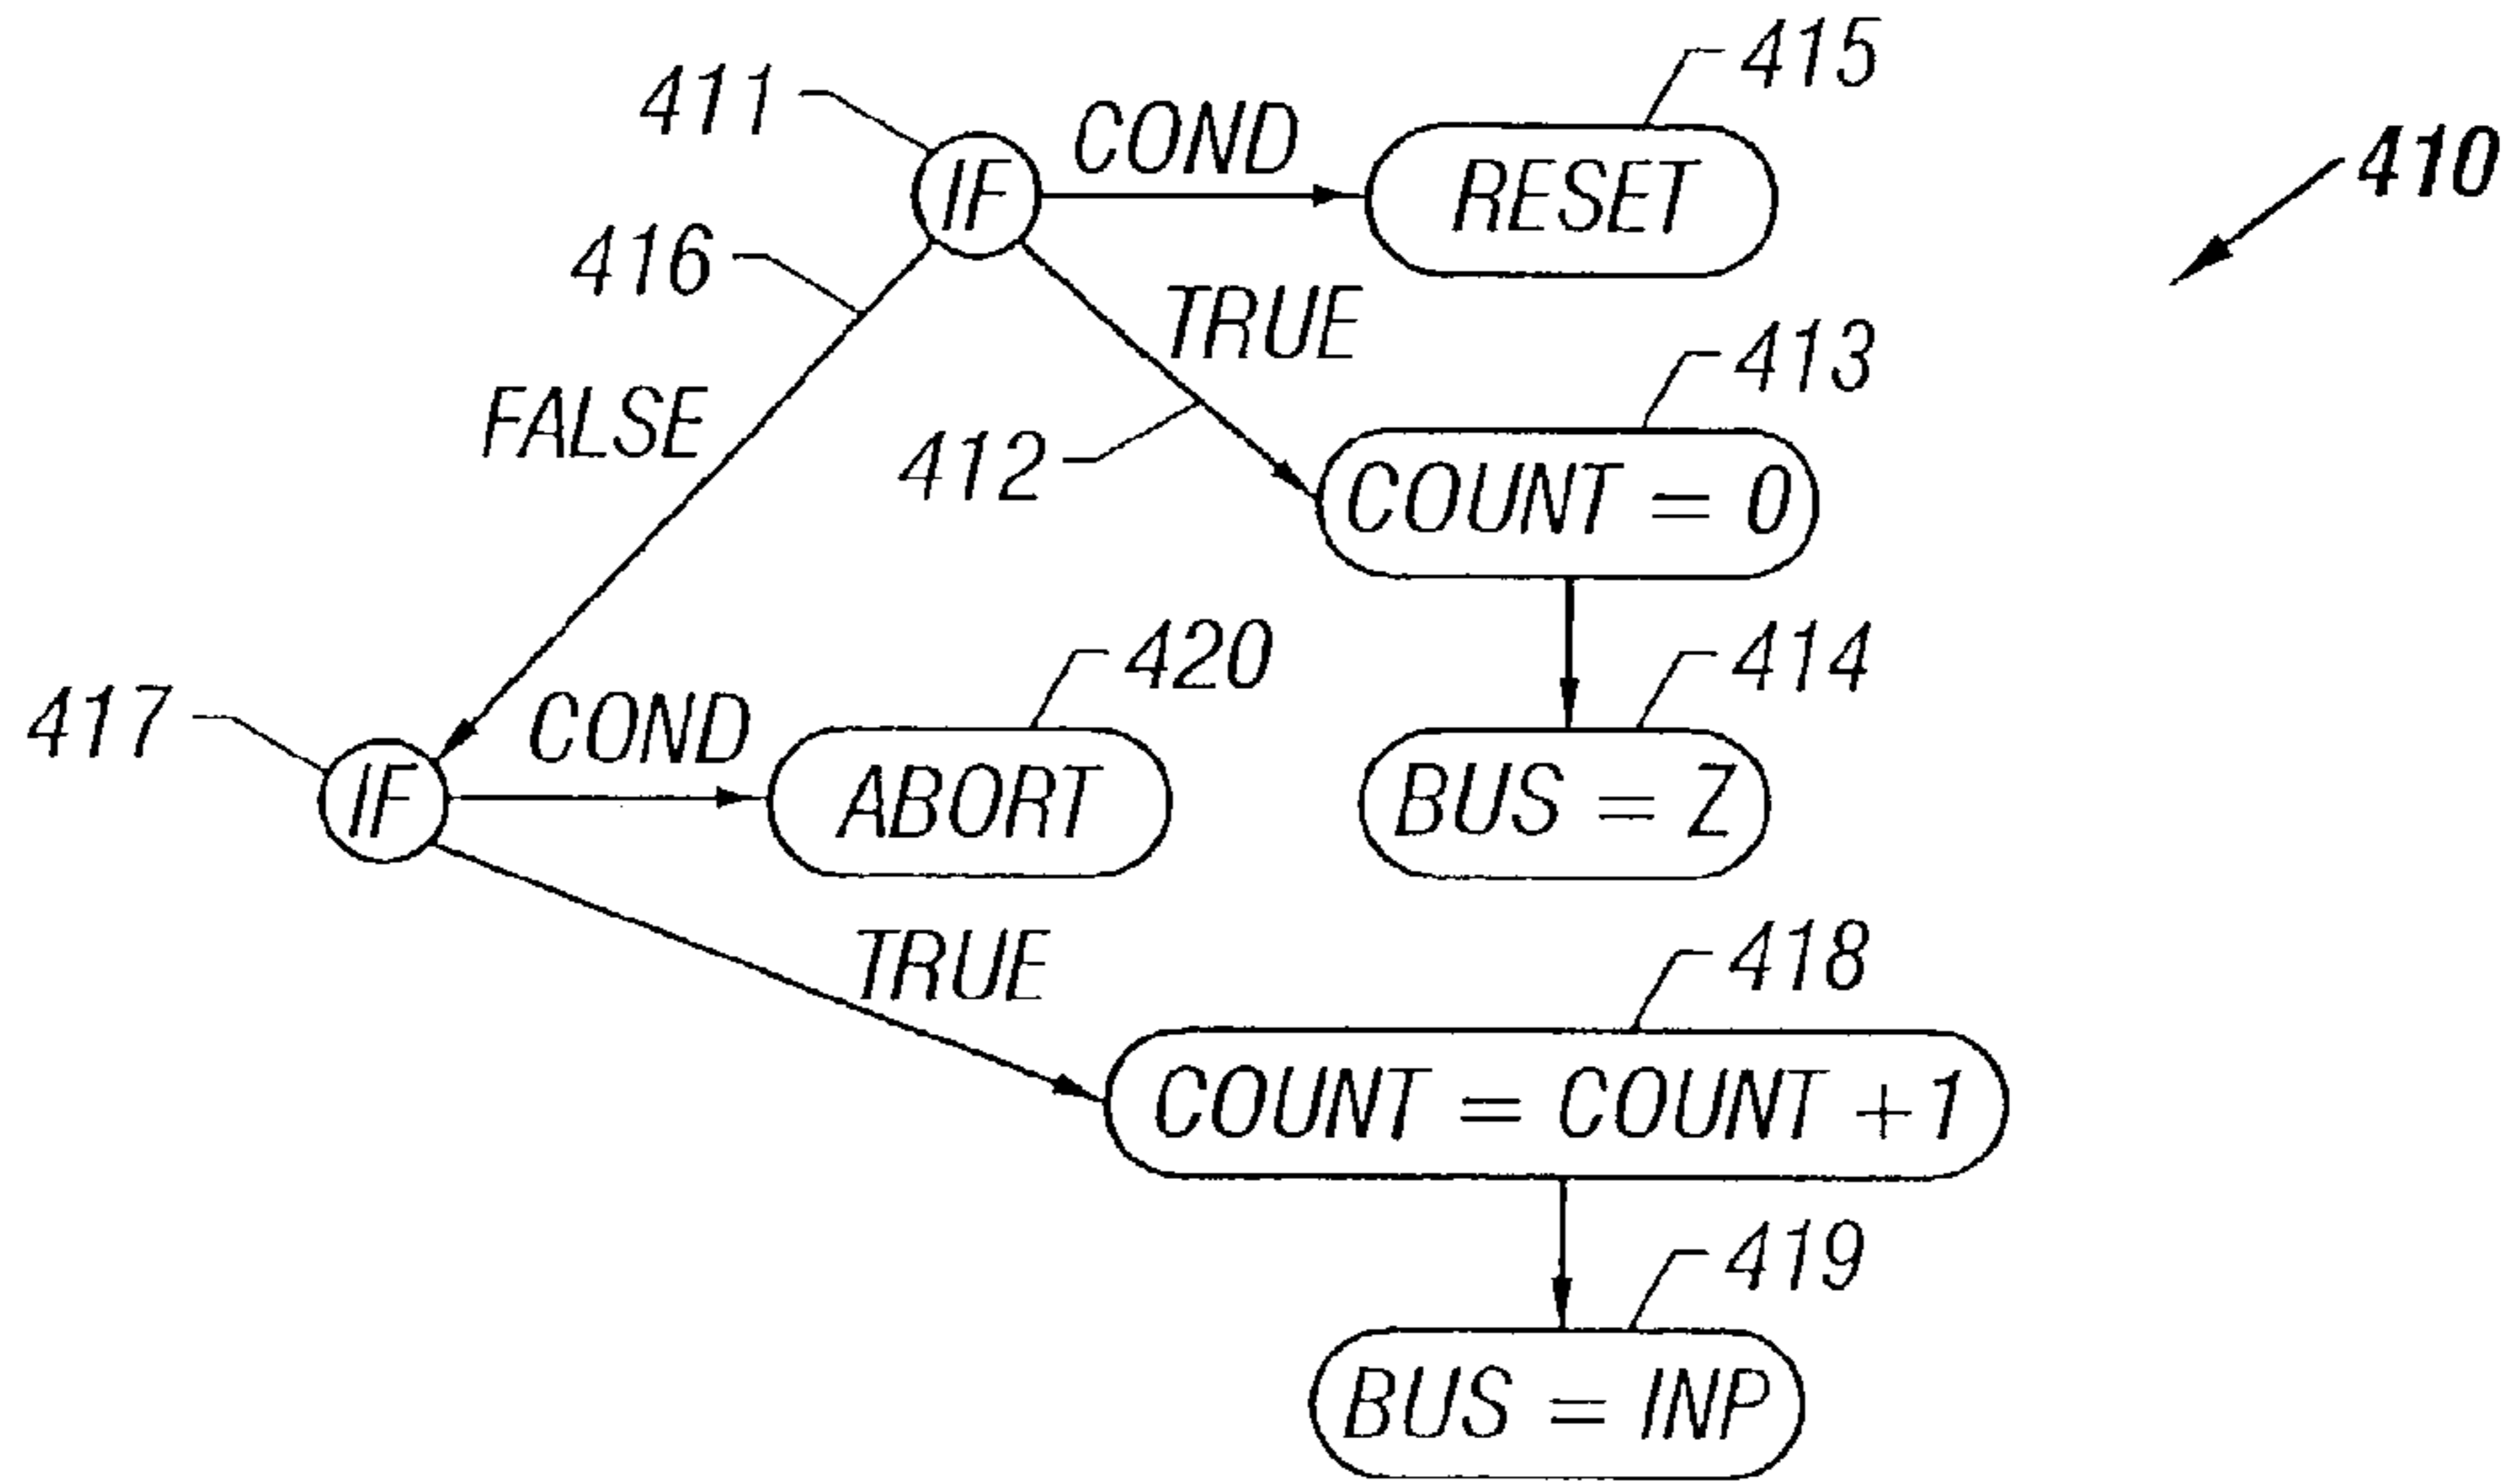 415
411
COND
410
IF
RESET
416
TRUE
413
FALSE
412
COUNT = 0
420
414
417
COND
IF
ABORT
BUS = Z
TRUE
418
COUNT = COUNT + 1
419
BUS = INP